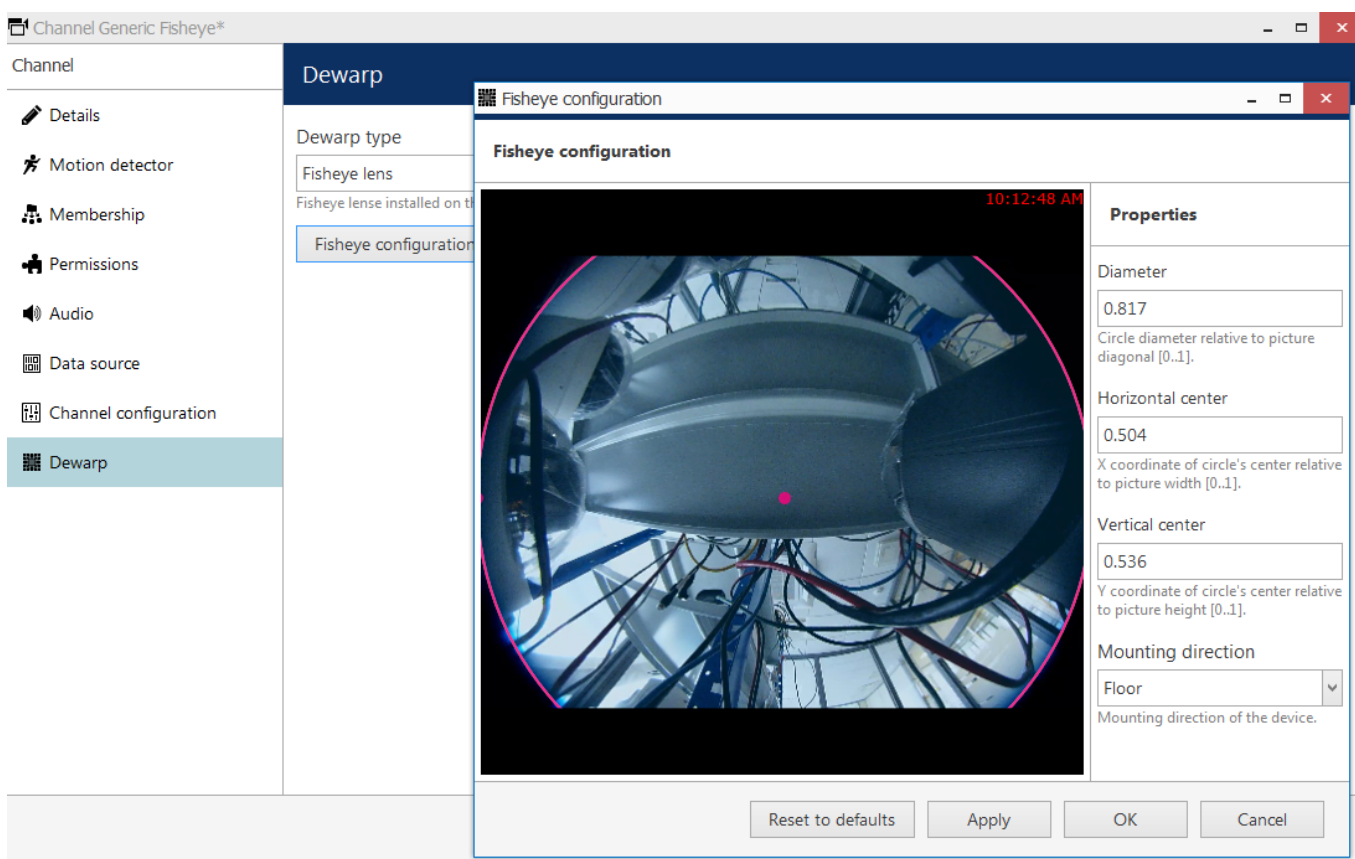 Channel Generic Fisheye*
Channel
Details
Motion detector
Membership
Permissions
Audio
Data source
Channel configuration
Dewarp
Dewarp
Dewarp type
Fisheye lens
Fisheye lense installed on
Fisheye configuration
Fisheye configuration
Fisheye configuration
10:12:48 AM
Properties
Diameter
0.817
Circle diameter relative to picture
diagonal [0..1].
Horizontal center
0.504
X coordinate of circle's center relative
to picture width [0..1].
Vertical center
0.536
Y coordinate of circle's center relative
to picture height [0..1].
Mounting direction
Floor
Mounting direction of the device.
Reset to defaults
Apply
OK
Cancel